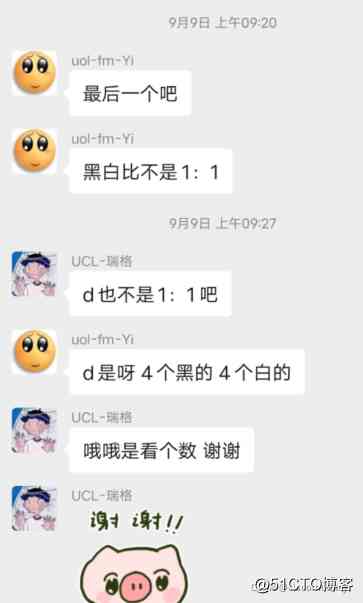 9月9日 上午09:20
uol-fm-Yi
最后一个吧
uol-fm-Yi
黑白比不是1：1
9月9日 上午09:27
UCL-瑞格
d也不是1：1吧
uol-fm-Yi
d是呀 4个黑的 4个白的
UCL-瑞格
哦哦是看个数 谢谢
UCL-瑞格
谢谢!!
@51CTO博客